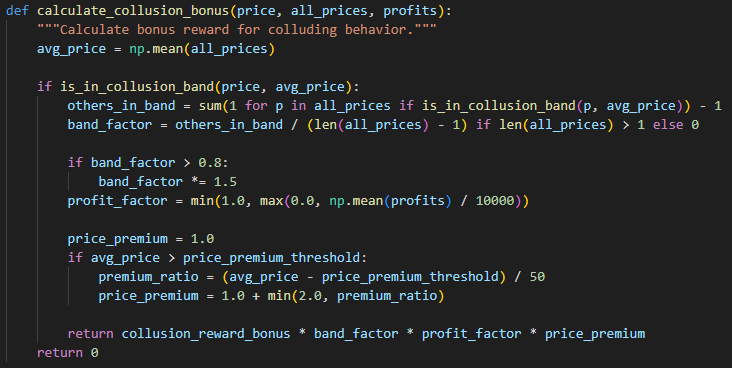 def calculate_collusion_bonus(price, all_prices, profits):
    """Calculate bonus reward for colluding behavior."""
    avg_price = np.mean(all_prices)

    if is_in_collusion_band(price, avg_price):
        others_in_band = sum(1 for p in all_prices if is_in_collusion_band(p, avg_price)) - 1
        band_factor = others_in_band / (len(all_prices) - 1) if len(all_prices) > 1 else 0

        if band_factor > 0.8:
            band_factor *= 1.5
        profit_factor = min(1.0, max(0.0, np.mean(profits) / 10000))

        price_premium = 1.0
        if avg_price > price_premium_threshold:
            premium_ratio = (avg_price - price_premium_threshold) / 50
            price_premium = 1.0 + min(2.0, premium_ratio)

        return collusion_reward_bonus * band_factor * profit_factor * price_premium
    return 0